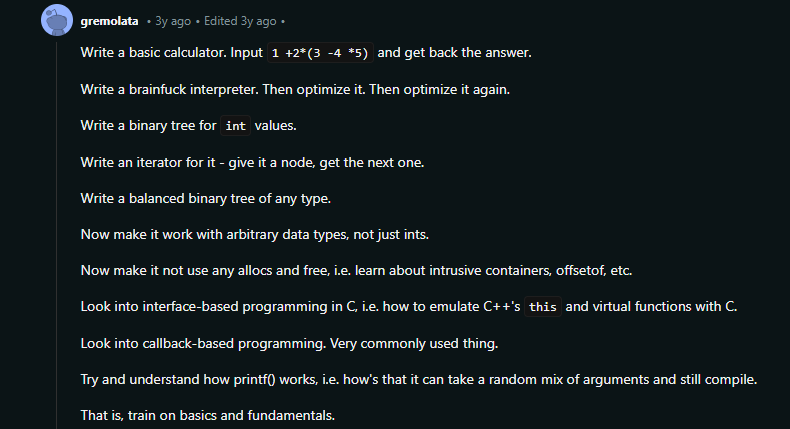 gremolata • 3y ago • Edited 3y ago •
Write a basic calculator. Input 1 +2*(3 -4 *5) and get back the answer.
Write a brainfuck interpreter. Then optimize it. Then optimize it again.
Write a binary tree for int values.
Write an iterator for it - give it a node, get the next one.
Write a balanced binary tree of any type.
Now make it work with arbitrary data types, not just ints.
Now make it not use any allocs and free, i.e. learn about intrusive containers, offsetof, etc.
Look into interface-based programming in C, i.e. how to emulate C++'s this and virtual functions with C.
Look into callback-based programming. Very commonly used thing.
Try and understand how printf() works, i.e. how's that it can take a random mix of arguments and still compile.
That is, train on basics and fundamentals.